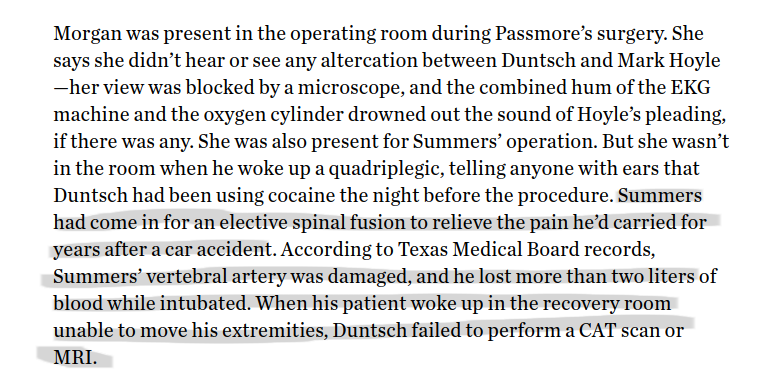 Morgan was present in the operating room during Passmore’s surgery. She
says she didn’t hear or see any altercation between Duntsch and Mark Hoyle
—her view was blocked by a microscope, and the combined hum of the EKG
machine and the oxygen cylinder drowned out the sound of Hoyle’s pleading,
if there was any. She was also present for Summers’ operation. But she wasn’t
in the room when he woke up a quadriplegic, telling anyone with ears that
Duntsch had been using cocaine the night before the procedure. Summers
had come in for an elective spinal fusion to relieve the pain he’d carried for
years after a car accident. According to Texas Medical Board records,
Summers’ vertebral artery was damaged, and he lost more than two liters of
blood while intubated. When his patient woke up in the recovery room
unable to move his extremities, Duntsch failed to perform a CAT scan or
MRI.